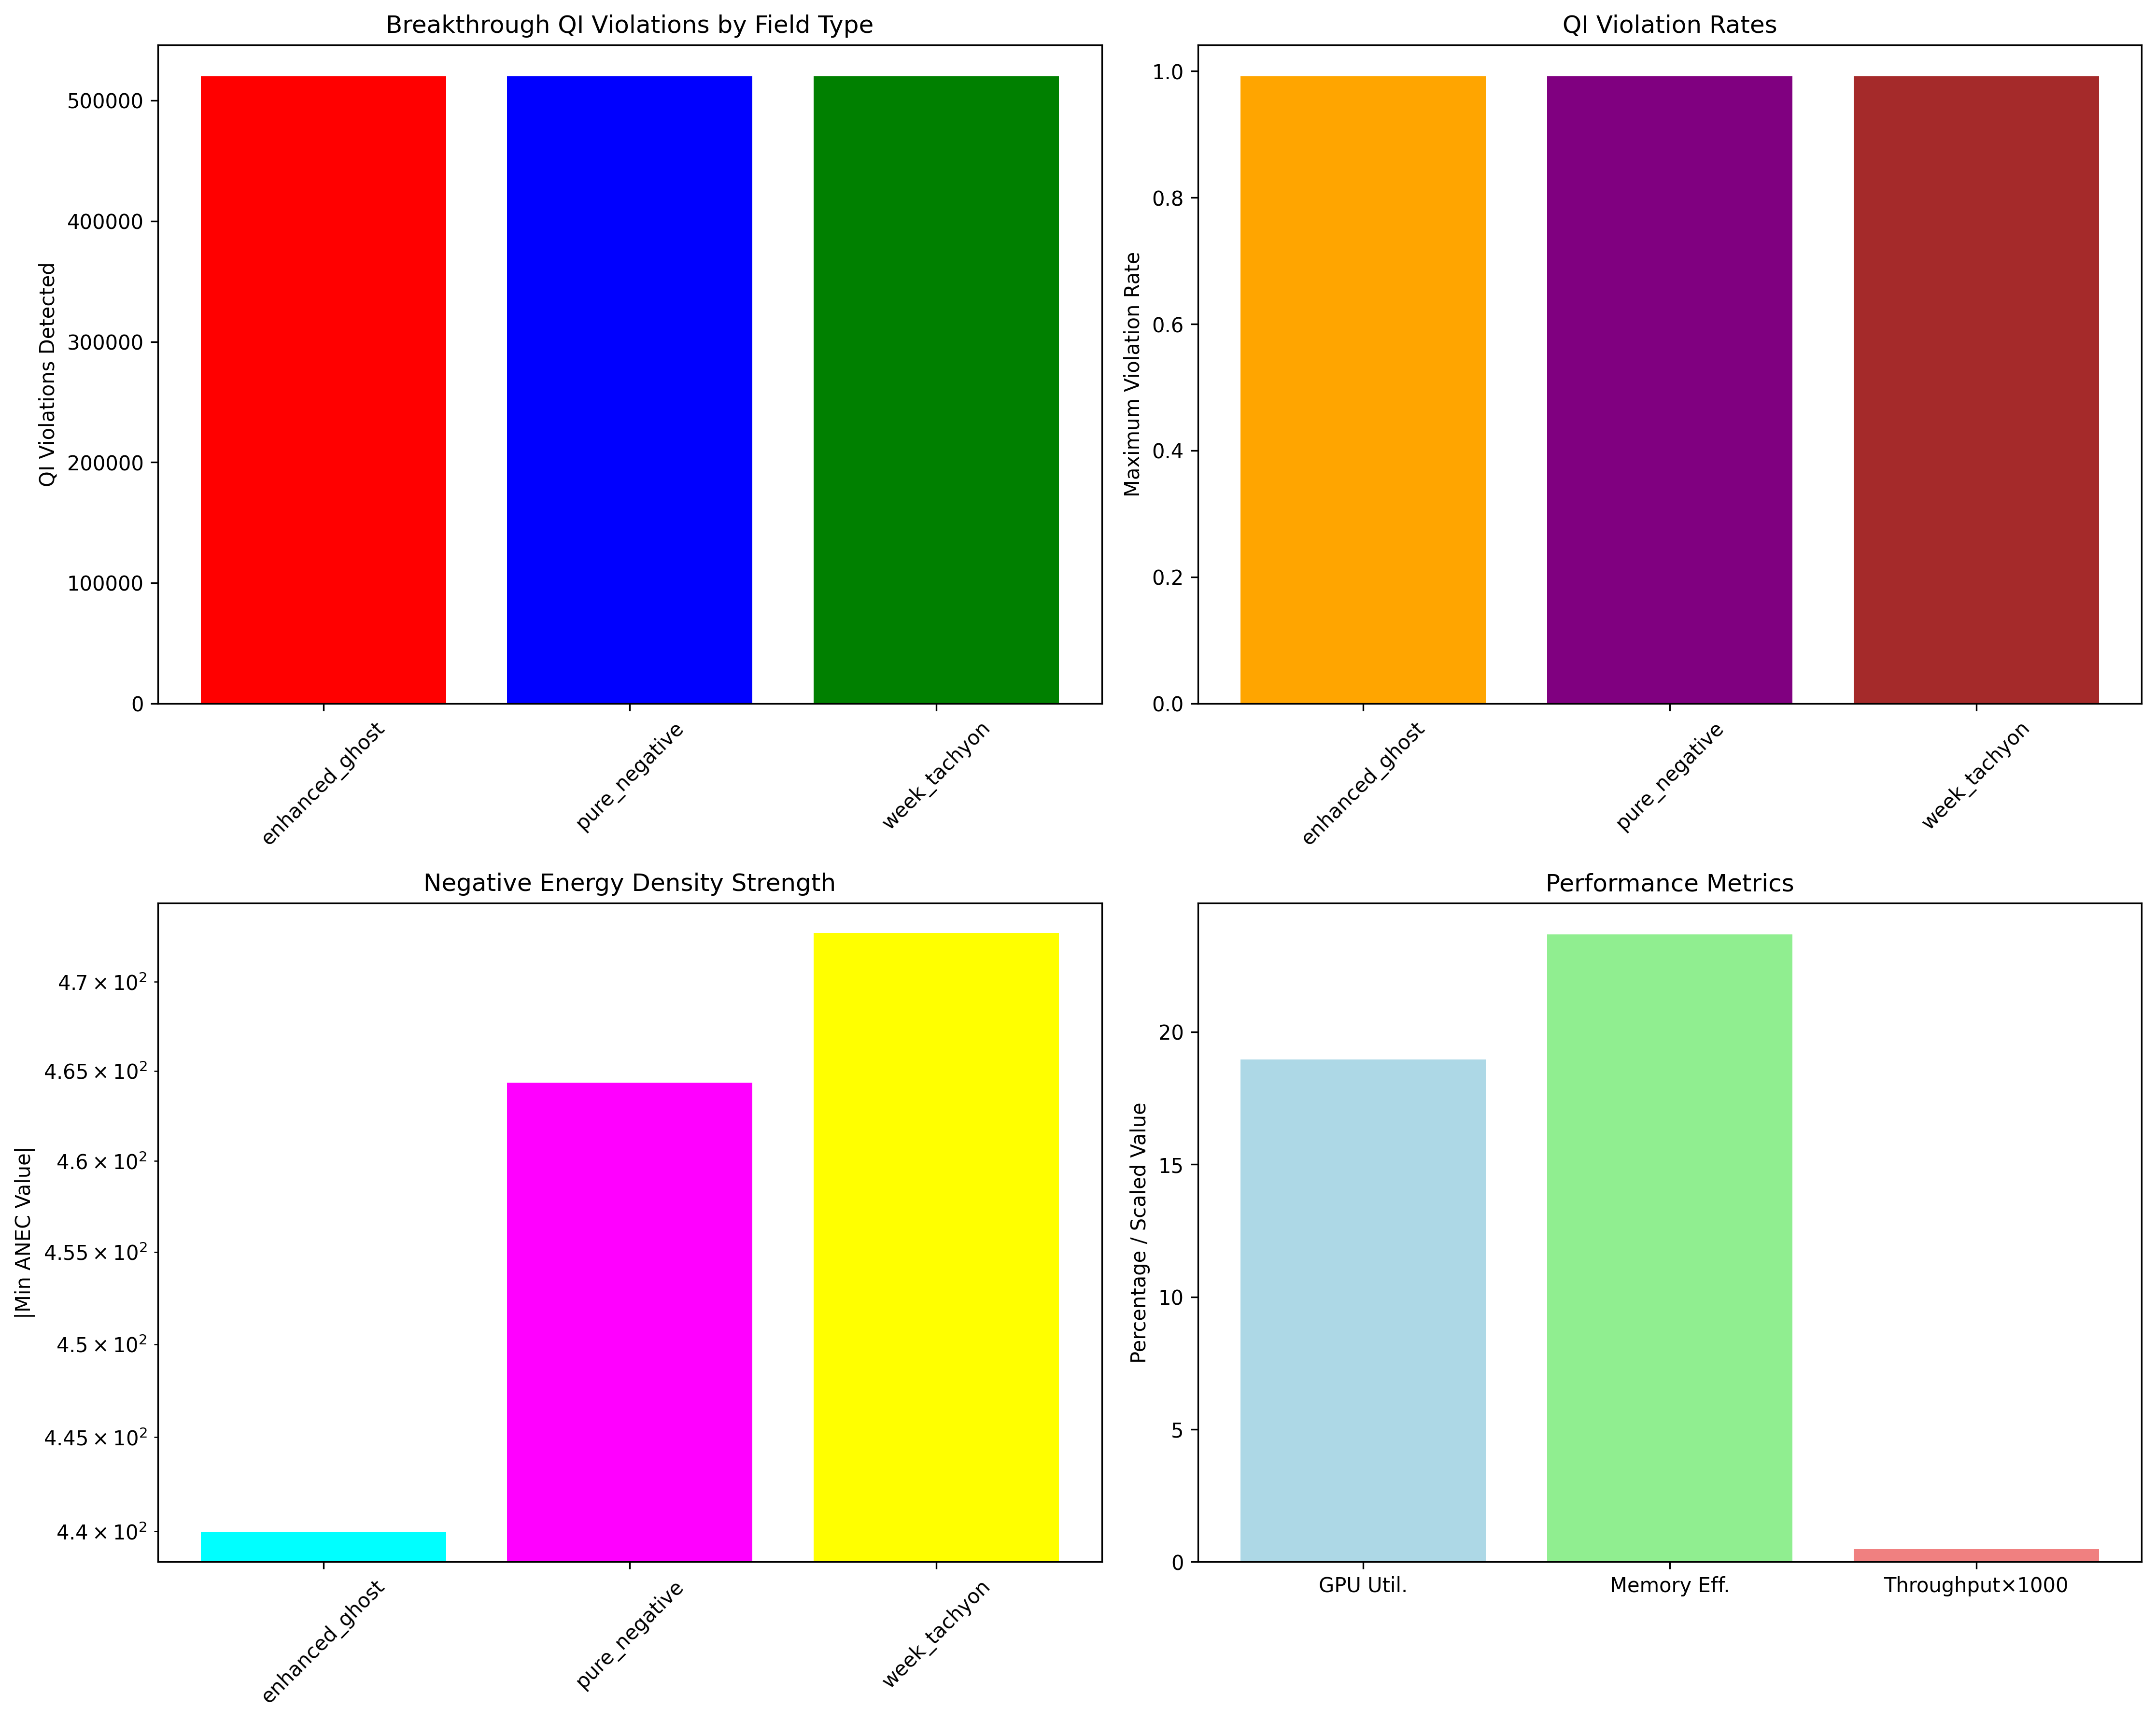 Breakthrough QI Violations by Field Type
QI Violations Detected
500000
400000
300000
200000
100000
0
enhanced_ghost
pure_negative
week_tachyon
QI Violation Rates
Maximum Violation Rate
1.0
0.8
0.6
0.4
0.2
0.0
enhanced_ghost
pure_negative
week_tachyon
Negative Energy Density Strength
|Min ANEC Value|
4.7 × 10²
4.65 × 10²
4.6 × 10²
4.55 × 10²
4.5 × 10²
4.45 × 10²
4.4 × 10²
enhanced_ghost
pure_negative
week_tachyon
Performance Metrics
Percentage / Scaled Value
20
15
10
5
0
GPU Util.
Memory Eff.
Throughput×1000